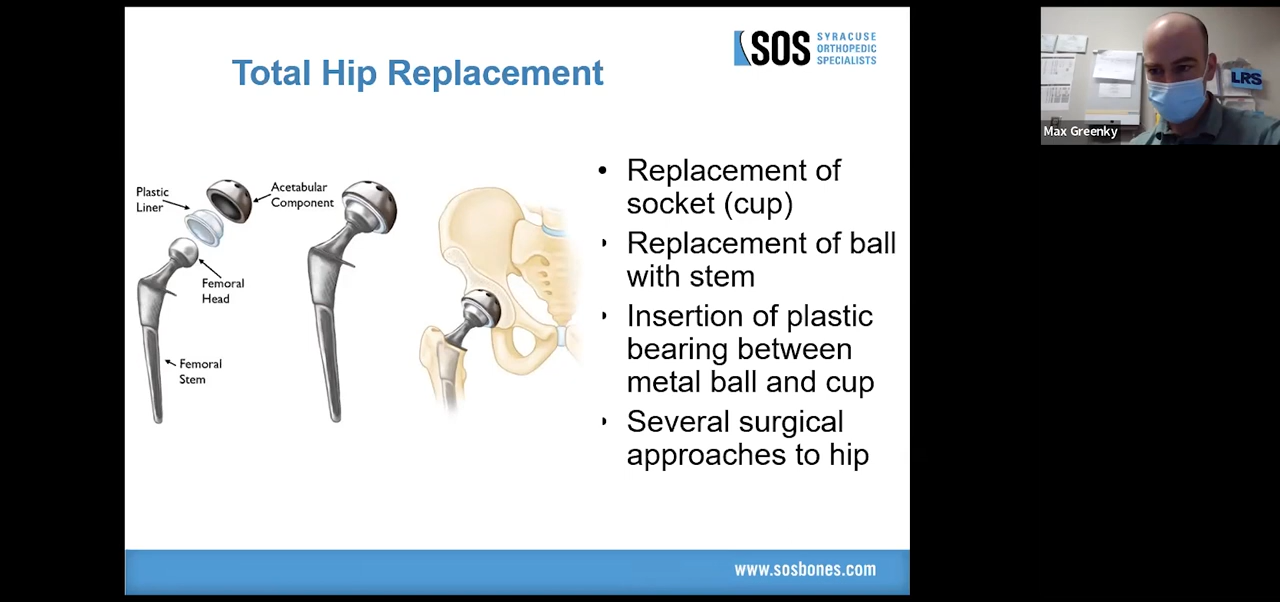 SOS SYRACUSE
ORTHOPEDIC
SPECIALISTS
Total Hip Replacement
Plastic
Liner
Acetabular
Component
Femoral
Head
Femoral
Stem
• Replacement of
socket (cup)
• Replacement of ball
with stem
• Insertion of plastic
bearing between
metal ball and cup
• Several surgical
approaches to hip
www.sosbones.com
LRS
Max Greenky